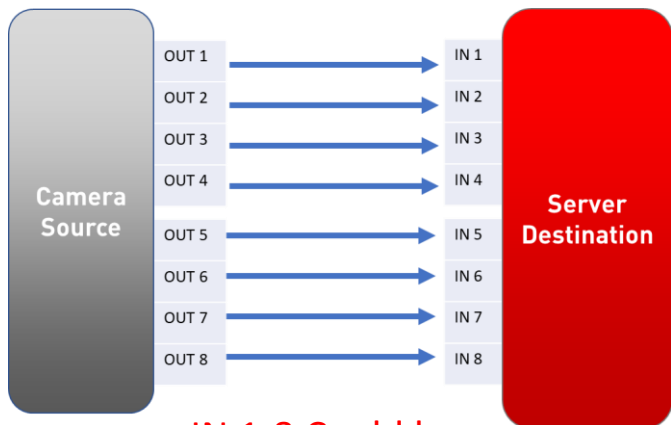 Camera
Source
OUT 1
OUT 2
OUT 3
OUT 4
OUT 5
OUT 6
OUT 7
OUT 8
IN 1
IN 2
IN 3
IN 4
IN 5
IN 6
IN 7
IN 8
Server
Destination